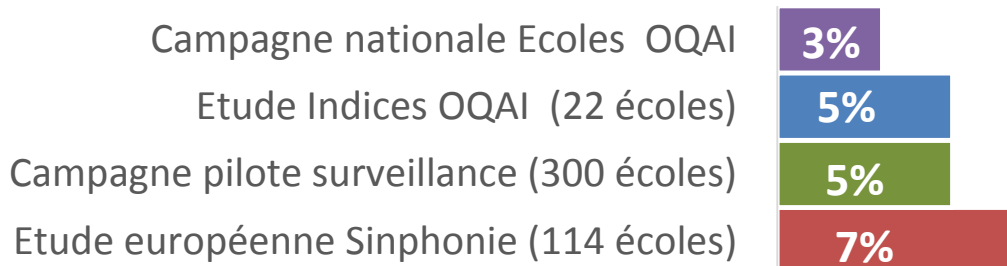 Campagne nationale Ecoles OQAI 3%
Etude Indices OQAI (22 écoles) 5%
Campagne pilote surveillance (300 écoles) 5%
Etude européenne Sinphonie (114 écoles) 7%